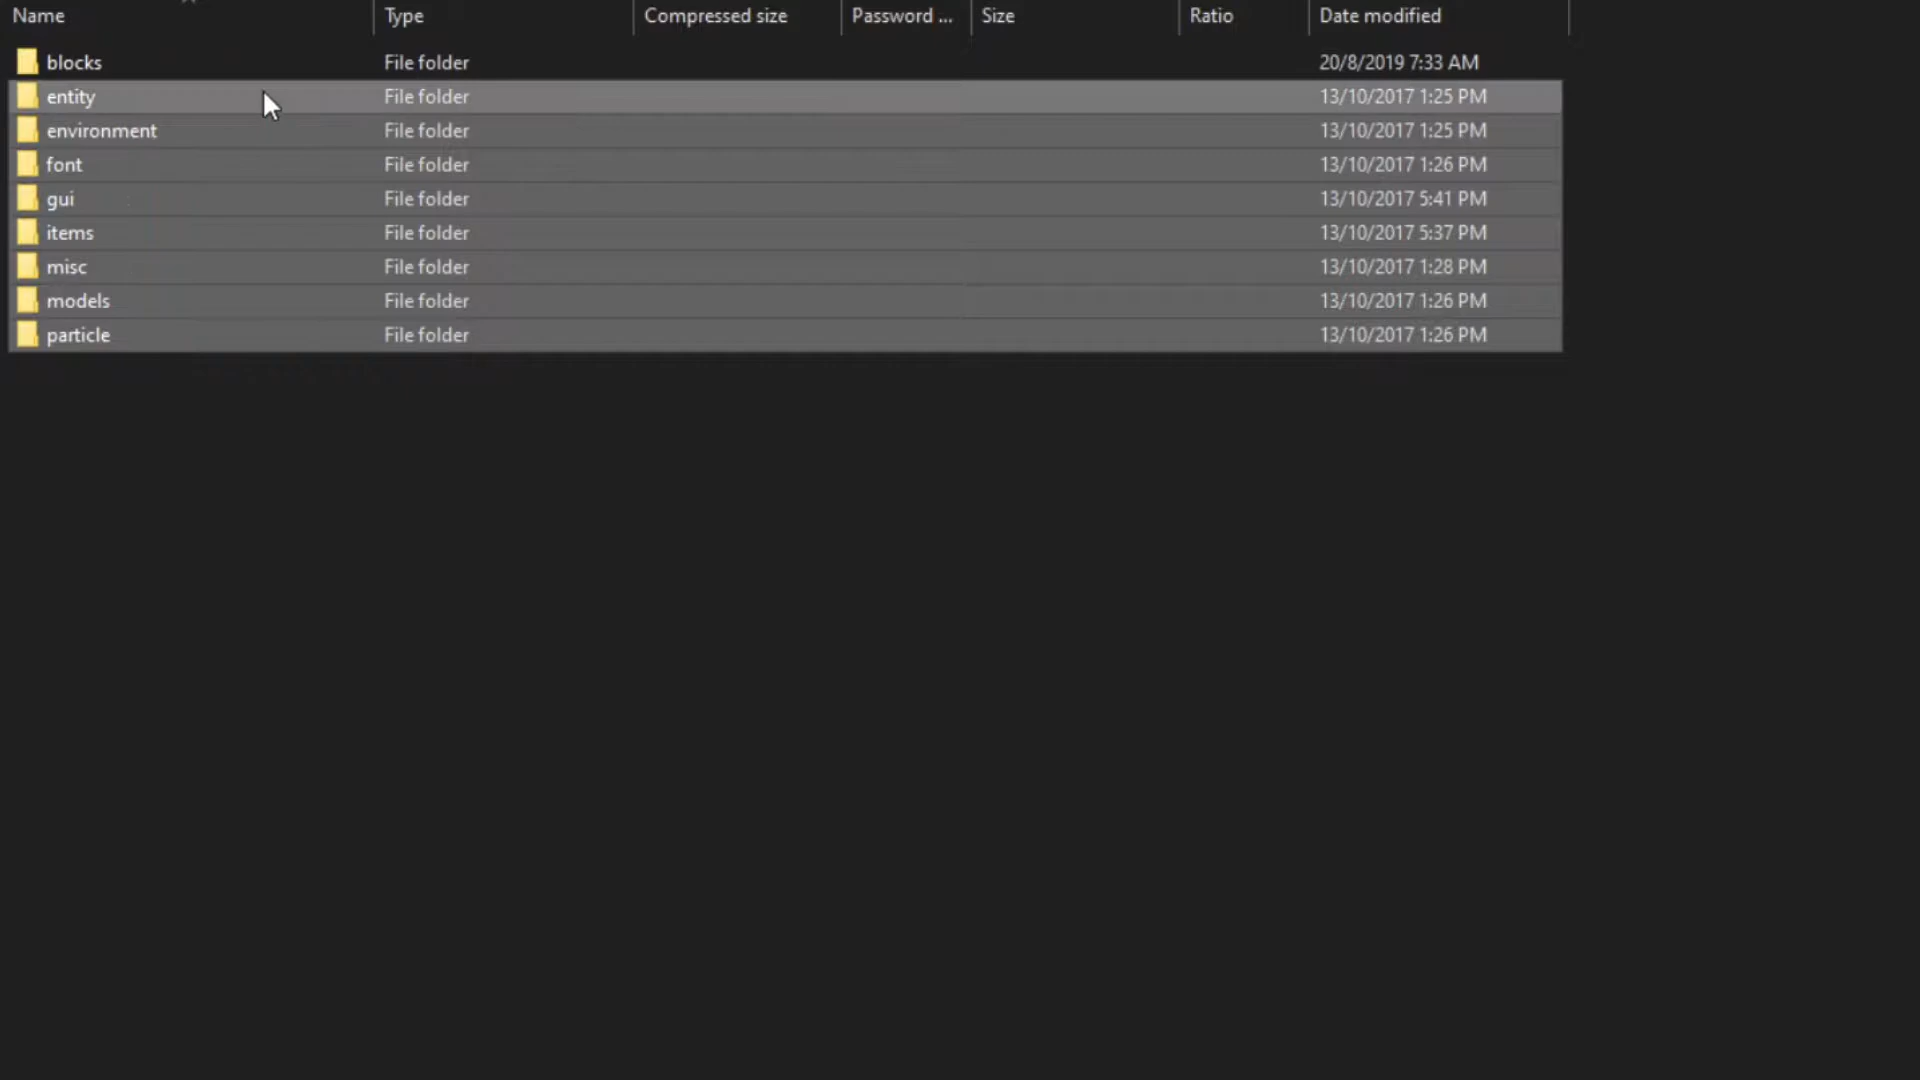 Name Type Compressed size Password ... Size Ratio Date modified
blocks File folder 20/8/2019 7:33 AM
entity File folder 13/10/2017 1:25 PM
environment File folder 13/10/2017 1:25 PM
font File folder 13/10/2017 1:26 PM
gui File folder 13/10/2017 5:41 PM
items File folder 13/10/2017 5:37 PM
misc File folder 13/10/2017 1:28 PM
models File folder 13/10/2017 1:26 PM
particle File folder 13/10/2017 1:26 PM